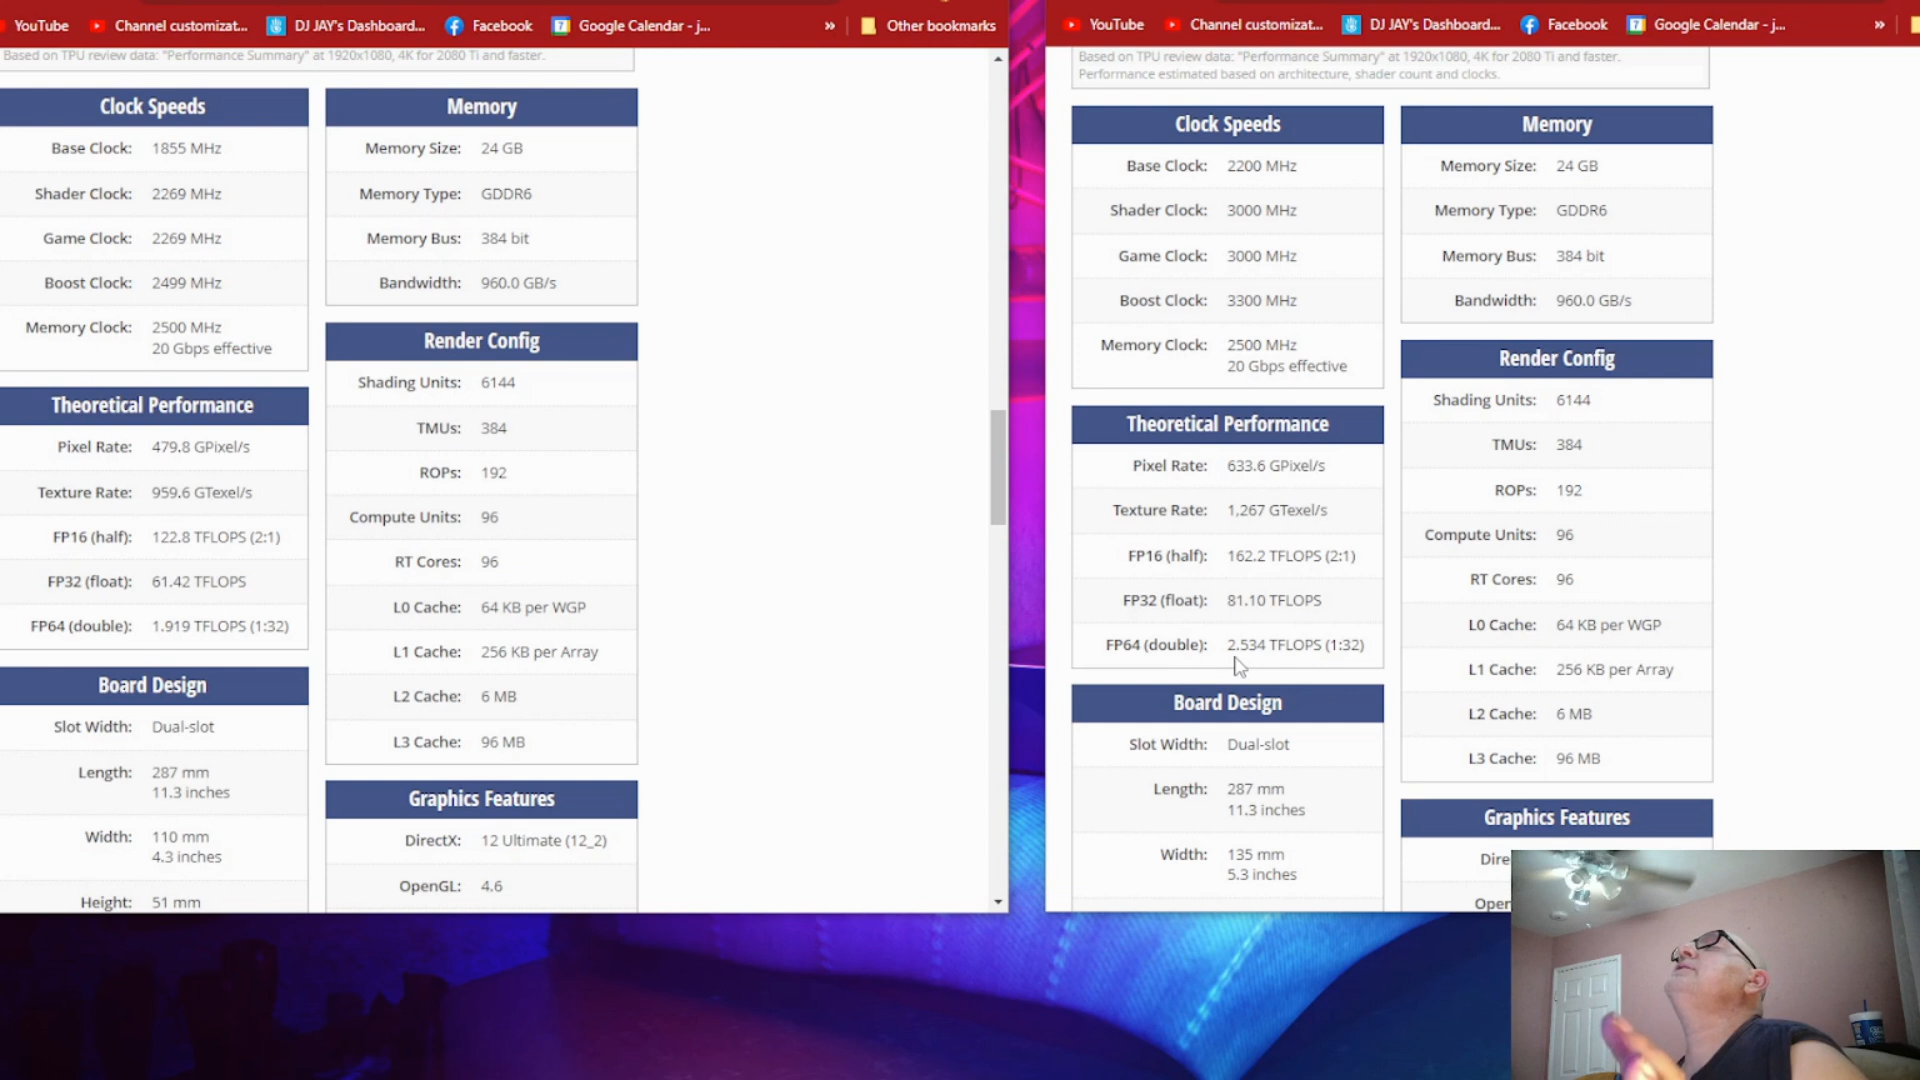 YouTube
Channel customizat...
DJ JAY's Dashboard...
Facebook
Google Calendar - j...
»
Other bookmarks
Based on TPU review data: "Performance Summary" at 1920x1080, 4K for 2080 Ti and faster.
Clock Speeds
Base Clock: 1855 MHz
Shader Clock: 2269 MHz
Game Clock: 2269 MHz
Boost Clock: 2499 MHz
Memory Clock: 2500 MHz
20 Gbps effective
Theoretical Performance
Pixel Rate: 479.8 GPixel/s
Texture Rate: 959.6 GTexel/s
FP16 (half): 122.8 TFLOPS (2:1)
FP32 (float): 61.42 TFLOPS
FP64 (double): 1.919 TFLOPS (1:32)
Board Design
Slot Width: Dual-slot
Length: 287 mm
11.3 inches
Width: 110 mm
4.3 inches
Height: 51 mm
Memory
Memory Size: 24 GB
Memory Type: GDDR6
Memory Bus: 384 bit
Bandwidth: 960.0 GB/s
Render Config
Shading Units: 6144
TMUs: 384
ROPs: 192
Compute Units: 96
RT Cores: 96
L0 Cache: 64 KB per WGP
L1 Cache: 256 KB per Array
L2 Cache: 6 MB
L3 Cache: 96 MB
Graphics Features
DirectX: 12 Ultimate (12_2)
OpenGL: 4.6
YouTube
Channel customizat...
DJ JAY's Dashboard...
Facebook
Google Calendar - j...
»
Based on TPU review data: "Performance Summary" at 1920x1080, 4K for 2080 Ti and faster.
Performance estimated based on architecture, shader count and clocks.
Clock Speeds
Base Clock: 2200 MHz
Shader Clock: 3000 MHz
Game Clock: 3000 MHz
Boost Clock: 3300 MHz
Memory Clock: 2500 MHz
20 Gbps effective
Theoretical Performance
Pixel Rate: 633.6 GPixel/s
Texture Rate: 1,267 GTexel/s
FP16 (half): 162.2 TFLOPS (2:1)
FP32 (float): 81.10 TFLOPS
FP64 (double): 2.534 TFLOPS (1:32)
Board Design
Slot Width: Dual-slot
Length: 287 mm
11.3 inches
Width: 135 mm
5.3 inches
Memory
Memory Size: 24 GB
Memory Type: GDDR6
Memory Bus: 384 bit
Bandwidth: 960.0 GB/s
Render Config
Shading Units: 6144
TMUs: 384
ROPs: 192
Compute Units: 96
RT Cores: 96
L0 Cache: 64 KB per WGP
L1 Cache: 256 KB per Array
L2 Cache: 6 MB
L3 Cache: 96 MB
Graphics Features
Dire
Open